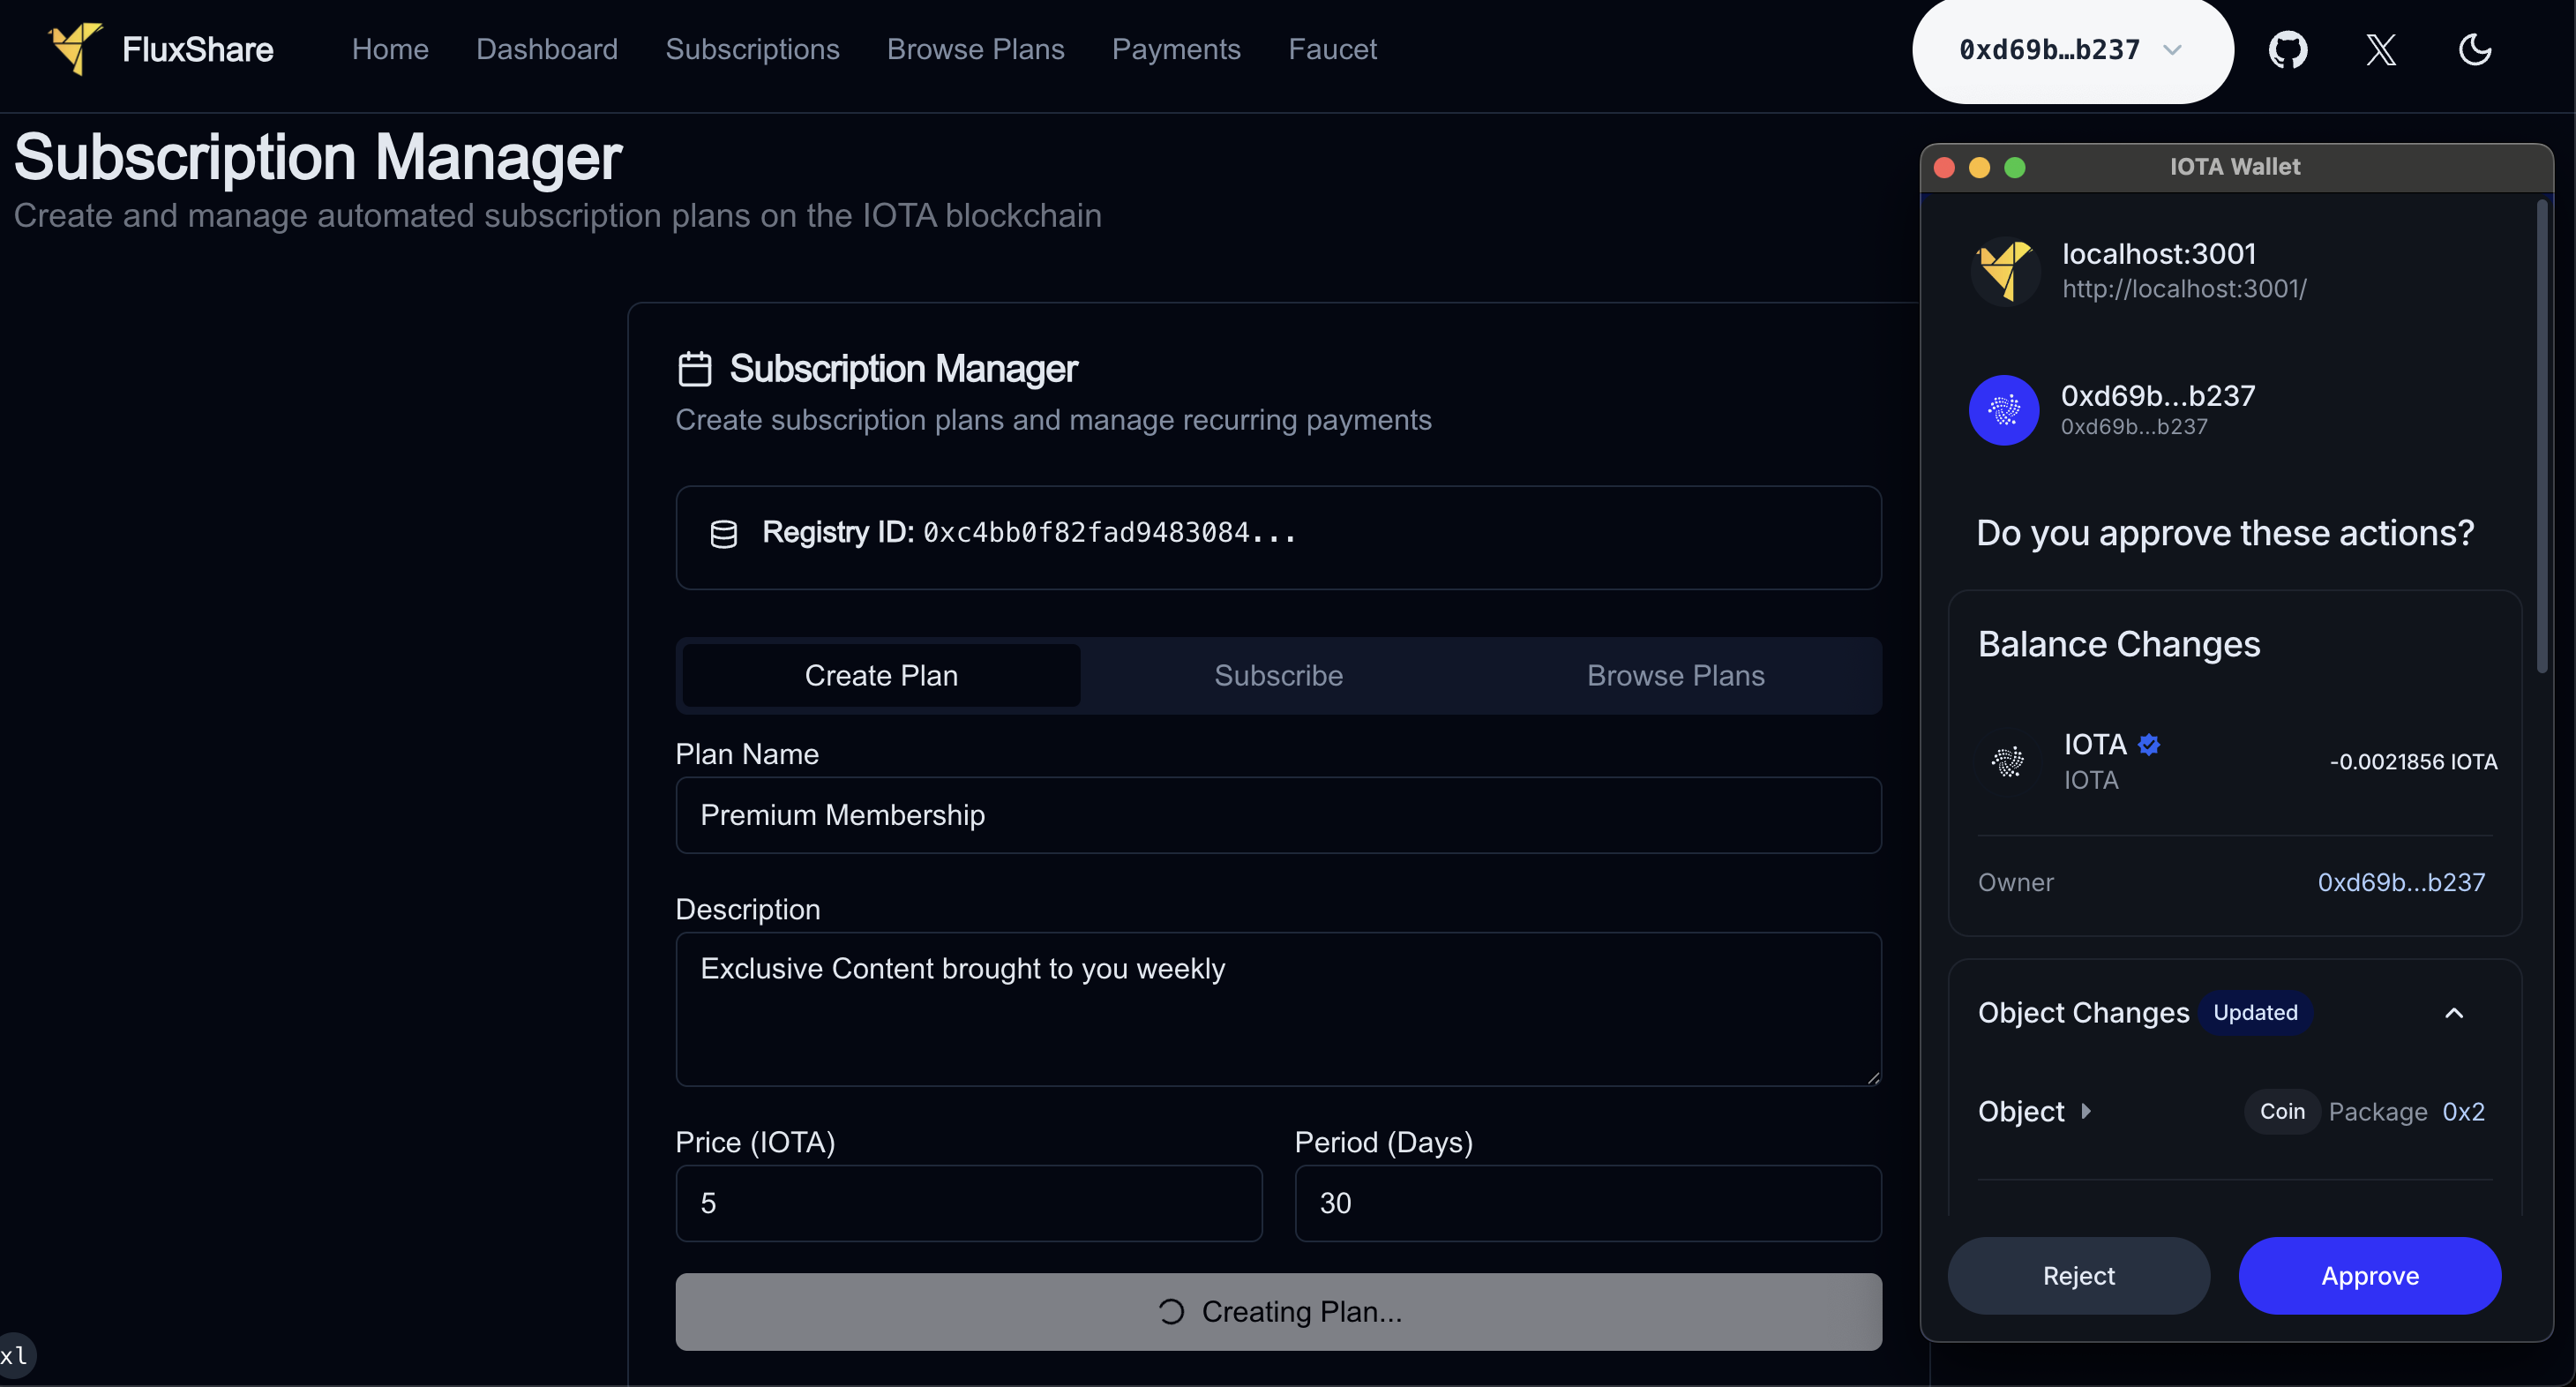 FluxShare
Home
Dashboard
Subscriptions
Browse Plans
Payments
Faucet
0xd69b…b237
Subscription Manager
Create and manage automated subscription plans on the IOTA blockchain
Subscription Manager
Create subscription plans and manage recurring payments
Registry ID: 0xc4bb0f82fad9483084...
Create Plan
Subscribe
Browse Plans
Plan Name
Premium Membership
Description
Exclusive Content brought to you weekly
Price (IOTA)
Period (Days)
5
30
Creating Plan...
xl
IOTA Wallet
localhost:3001
http://localhost:3001/
0xd69b…b237
0xd69b…b237
Do you approve these actions?
Balance Changes
IOTA
IOTA
-0.0021856 IOTA
Owner
0xd69b…b237
Object Changes
Updated
Object
Coin
Package
0x2
Reject
Approve